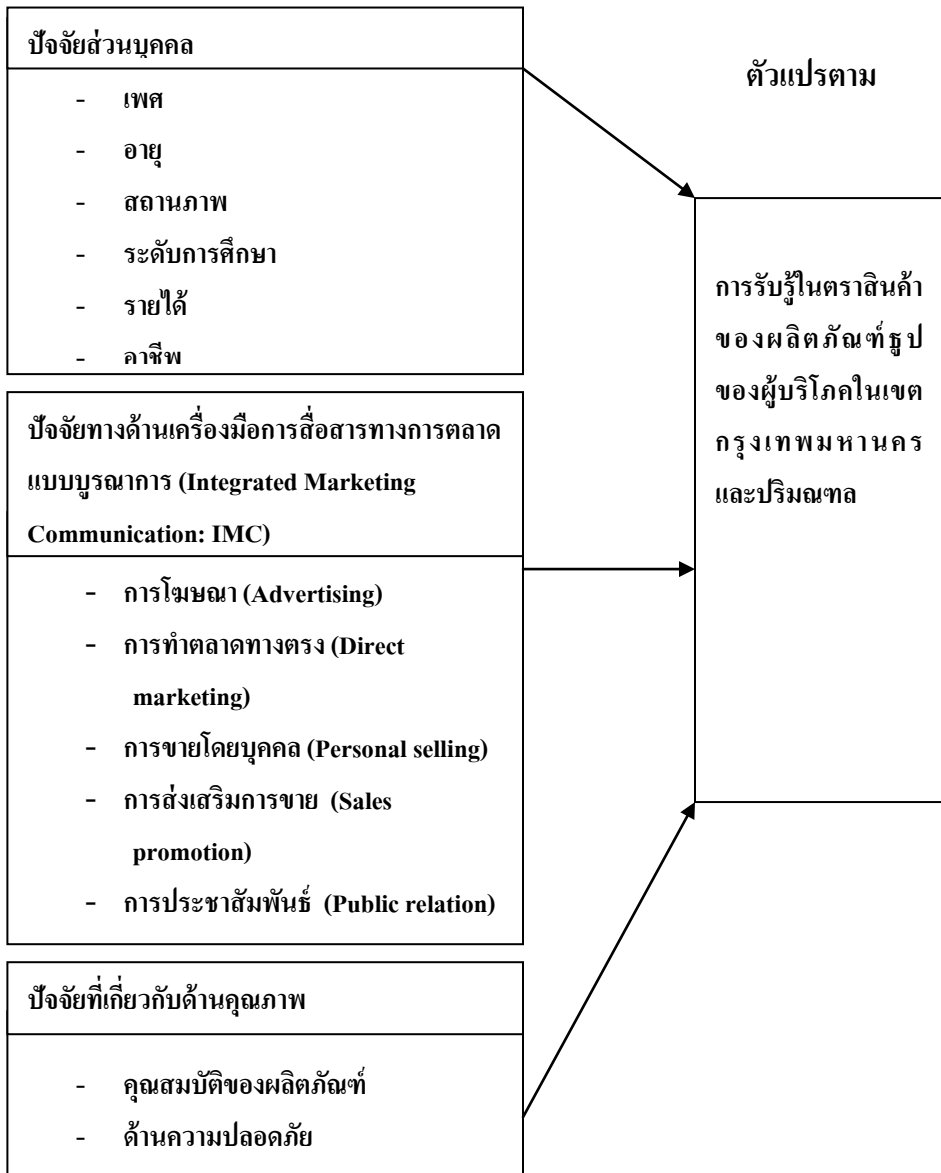 ปัจจัยส่วนบุคคล
- เพศ
- อายุ
- สถานภาพ
- ระดับการศึกษา
- รายได้
- อาชีพ
ปัจจัยทางด้านเครื่องมือการสื่อสารทางการตลาด
แบบบูรณาการ (Integrated Marketing
Communication: IMC)
- การโฆษณา (Advertising)
- การทำตลาดทางตรง (Direct
marketing)
- การขายโดยบุคคล (Personal selling)
- การส่งเสริมการขาย (Sales
promotion)
- การประชาสัมพันธ์ (Public relation)
ปัจจัยที่เกี่ยวกับด้านคุณภาพ
- คุณสมบัติของผลิตภัณฑ์
- ด้านความปลอดภัย
ตัวแปรตาม
การรับรู้ในตราสินค้า
ของผลิตภัณฑ์ธูป
ของผู้บริโภคในเขต
กรุงเทพมหานคร
และปริมณฑล